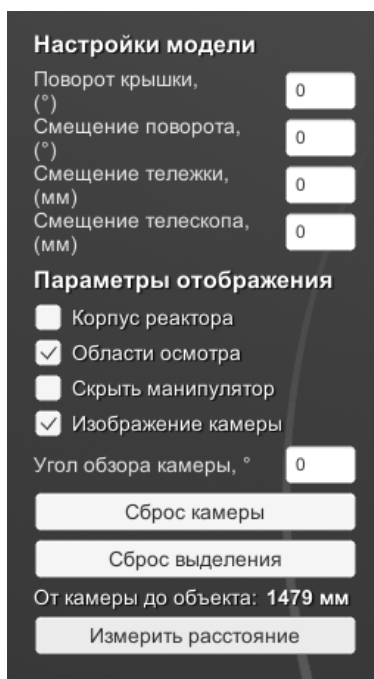 Настройки модели
Поворот крышки, 0
(°)
Смещение поворота, 0
(°)
Смещение тележки, 0
(мм)
Смещение телескопа, 0
(мм)
Параметры отображения
Корпус реактора
Области осмотра
Скрыть манипулятор
Изображение камеры
Угол обзора камеры, ° 0
Сброс камеры
Сброс выделения
От камеры до объекта: 1479 мм
Измерить расстояние